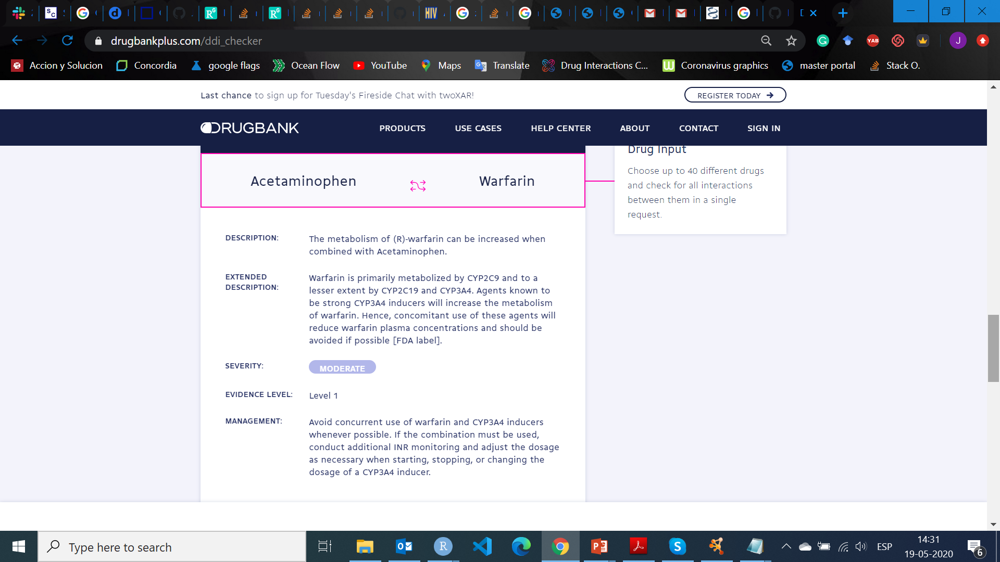 drugbankplus.com/ddi_checker
YAB
J
Accion y Solucion
Concordia
google flags
Ocean Flow
YouTube
Maps
Translate
Drug Interactions C...
Coronavirus graphics
master portal
Stack O.
Last chance to sign up for Tuesday's Fireside Chat with twoXAR!
REGISTER TODAY
DRUGBANK
PRODUCTS
USE CASES
HELP CENTER
ABOUT
CONTACT
SIGN IN
Drug Input
Choose up to 40 different drugs
and check for all interactions
between them in a single
request.
Acetaminophen
Warfarin
DESCRIPTION:
The metabolism of (R)-warfarin can be increased when
combined with Acetaminophen.
EXTENDED
DESCRIPTION:
Warfarin is primarily metabolized by CYP2C9 and to a
lesser extent by CYP2C19 and CYP3A4. Agents known to
be strong CYP3A4 inducers will increase the metabolism
of warfarin. Hence, concomitant use of these agents will
reduce warfarin plasma concentrations and should be
avoided if possible [FDA label].
SEVERITY:
MODERATE
EVIDENCE LEVEL:
Level 1
MANAGEMENT:
Avoid concurrent use of warfarin and CYP3A4 inducers
whenever possible. If the combination must be used,
conduct additional INR monitoring and adjust the dosage
as necessary when starting, stopping, or changing the
dosage of a CYP3A4 inducer.
Type here to search
ESP
14:31
19-05-2020
6